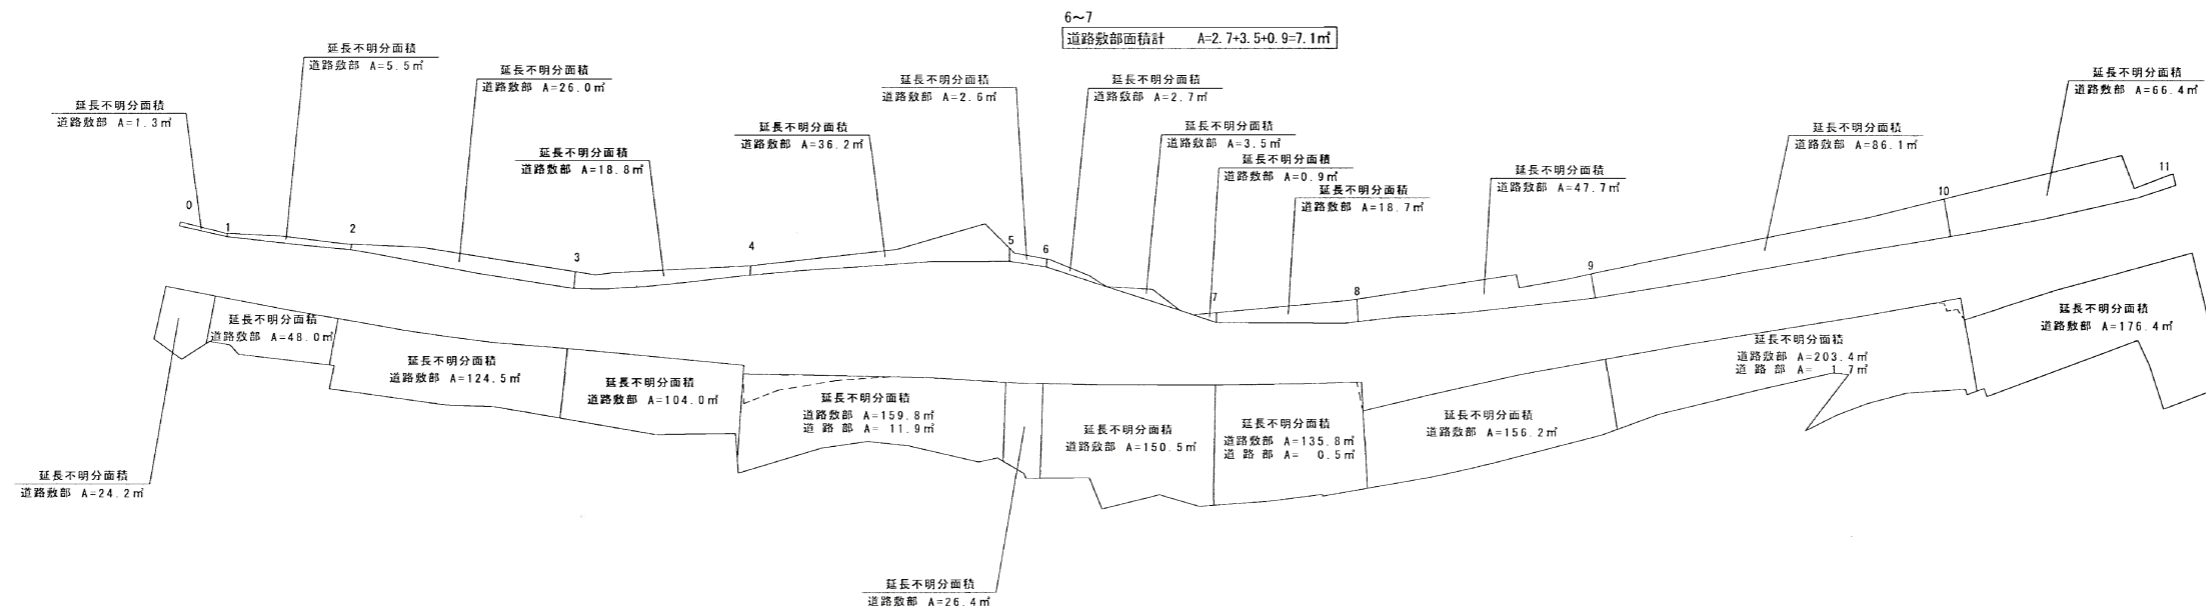 6～7
道路敷部面積計 A=2.7+3.5+0.9=7.1㎡
延長不明分面積
道路敷部 A=1.3㎡
延長不明分面積
道路敷部 A=5.5㎡
延長不明分面積
道路敷部 A=26.0㎡
延長不明分面積
道路敷部 A=18.8㎡
延長不明分面積
道路敷部 A=36.2㎡
延長不明分面積
道路敷部 A=2.6㎡
延長不明分面積
道路敷部 A=2.7㎡
延長不明分面積
道路敷部 A=3.5㎡
延長不明分面積
道路敷部 A=0.9㎡
延長不明分面積
道路敷部 A=18.7㎡
延長不明分面積
道路敷部 A=47.7㎡
延長不明分面積
道路敷部 A=86.1㎡
延長不明分面積
道路敷部 A=66.4㎡
0
1
2
3
4
5
6
7
8
9
10
11
延長不明分面積
道路敷部 A=24.2㎡
延長不明分面積
道路敷部 A=48.0㎡
延長不明分面積
道路敷部 A=124.5㎡
延長不明分面積
道路敷部 A=104.0㎡
延長不明分面積
道路敷部 A=159.8㎡
道 路 部 A= 11.9㎡
延長不明分面積
道路敷部 A=26.4㎡
延長不明分面積
道路敷部 A=150.5㎡
延長不明分面積
道路敷部 A=135.8㎡
道 路 部 A= 0.5㎡
延長不明分面積
道路敷部 A=156.2㎡
延長不明分面積
道路敷部 A=203.4㎡
道 路 部 A= 1.7㎡
延長不明分面積
道路敷部 A=176.4㎡